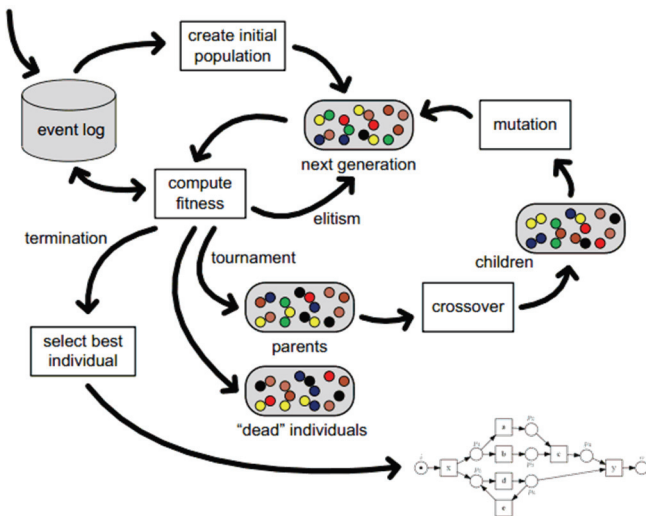 create initial
population
event log
next generation
mutation
compute
fitness
elitism
termination
tournament
children
crossover
parents
select best
individual
"dead" individuals
a
b
c
d
e
x
y